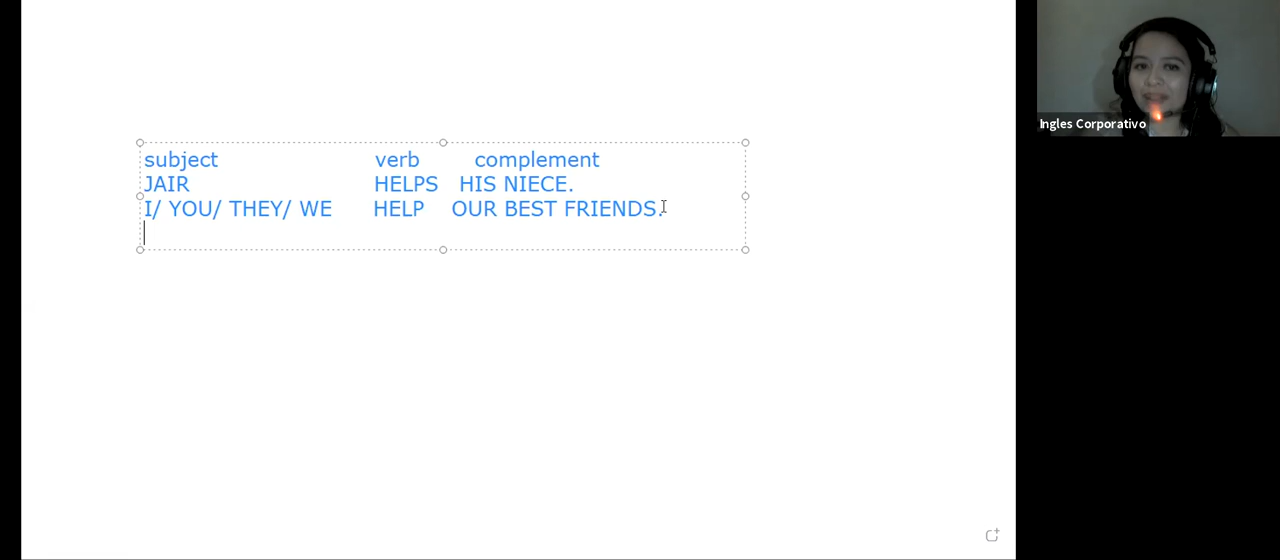 subject verb complement
JAIR HELPS HIS NIECE.
I/ YOU/ THEY/ WE HELP OUR BEST FRIENDS.
Ingles Corporativo